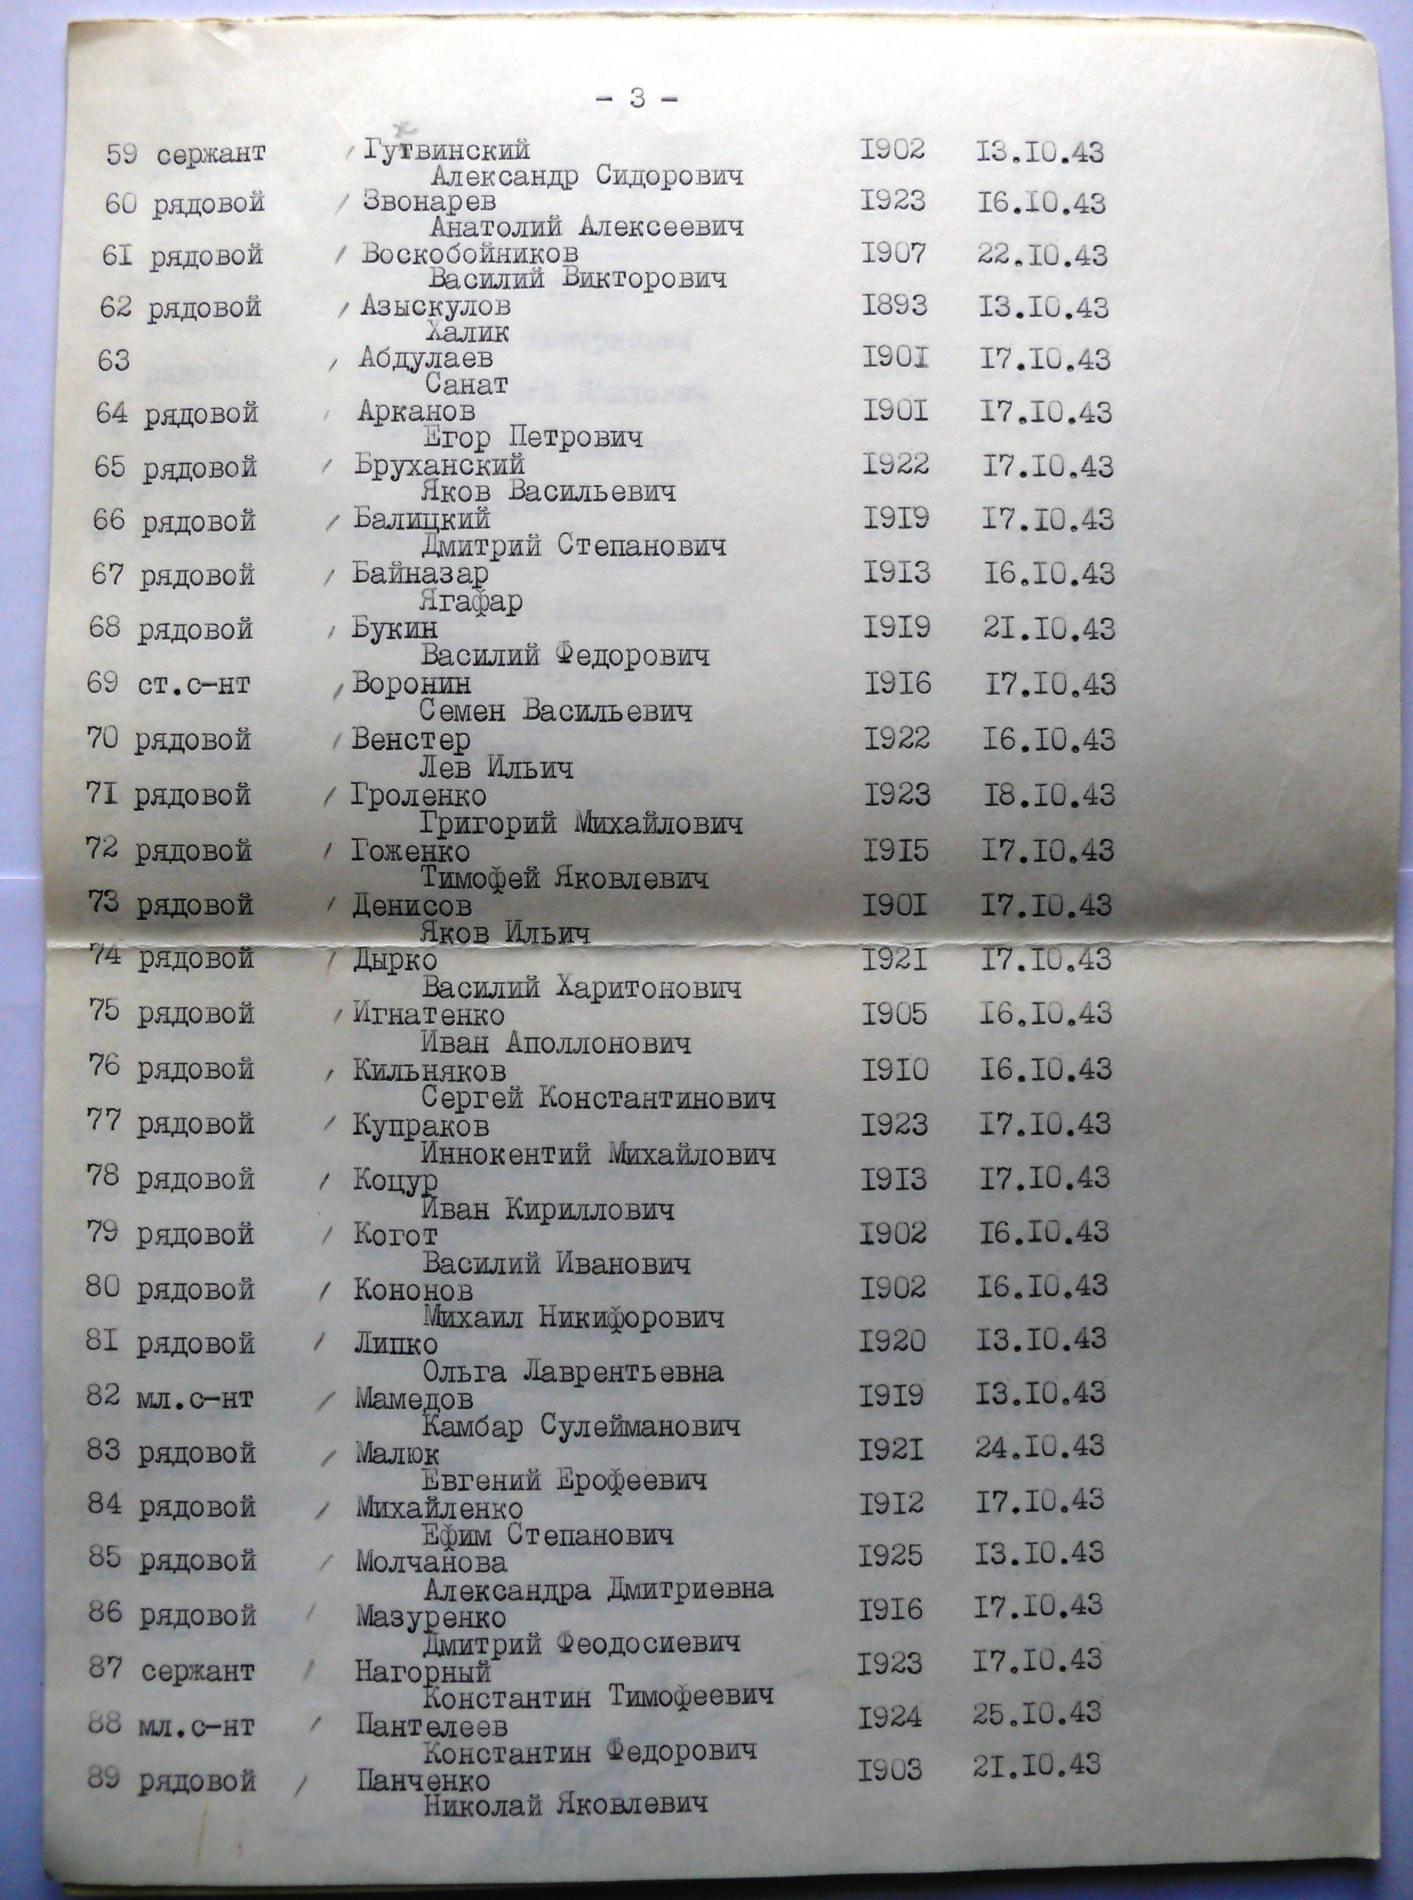 - 3 -
59 сержант Гутвинский 1902 13.10.43
Александр Сидорович
60 рядовой Звонарев 1923 16.10.43
Анатолий Алексеевич
61 рядовой Воскобойников 1907 22.10.43
Василий Викторович
62 рядовой Азыскулов 1893 13.10.43
Халик
63 Абдулаев 1901 17.10.43
Санат
64 рядовой Арканов 1901 17.10.43
Егор Петрович
65 рядовой Бруханский 1922 17.10.43
Яков Васильевич
66 рядовой Балицкий 1919 17.10.43
Дмитрий Степанович
67 рядовой Байназар 1913 16.10.43
Ягафар
68 рядовой Букин 1919 21.10.43
Василий Федорович
69 ст.с-нт Воронин 1916 17.10.43
Семен Васильевич
70 рядовой Венстер 1922 16.10.43
Лев Ильич
71 рядовой Гроленко 1923 18.10.43
Григорий Михайлович
72 рядовой Гоженко 1915 17.10.43
Тимофей Яковлевич
73 рядовой Денисов 1901 17.10.43
Яков Ильич
74 рядовой Дырко 1921 17.10.43
Василий Харитонович
75 рядовой Игнатенко 1905 16.10.43
Иван Аполлонович
76 рядовой Кильняков 1910 16.10.43
Сергей Константинович
77 рядовой Купраков 1923 17.10.43
Иннокентий Михайлович
78 рядовой Коцур 1913 17.10.43
Иван Кириллович
79 рядовой Когот 1902 16.10.43
Василий Иванович
80 рядовой Кононов 1902 16.10.43
Михаил Никифорович
81 рядовой Липко 1920 13.10.43
Ольга Лаврентьевна
82 мл.с-нт Мамедов 1919 13.10.43
Камбар Сулейманович
83 рядовой Малюк 1921 24.10.43
Евгений Ерофеевич
84 рядовой Михайленко 1912 17.10.43
Ефим Степанович
85 рядовой Молчанова 1925 13.10.43
Александра Дмитриевна
86 рядовой Мазуренко 1916 17.10.43
Дмитрий Феодосиевич
87 сержант Нагорный 1923 17.10.43
Константин Тимофеевич
88 мл.с-нт Пантелеев 1924 25.10.43
Константин Федорович
89 рядовой Панченко 1903 21.10.43
Николай Яковлевич